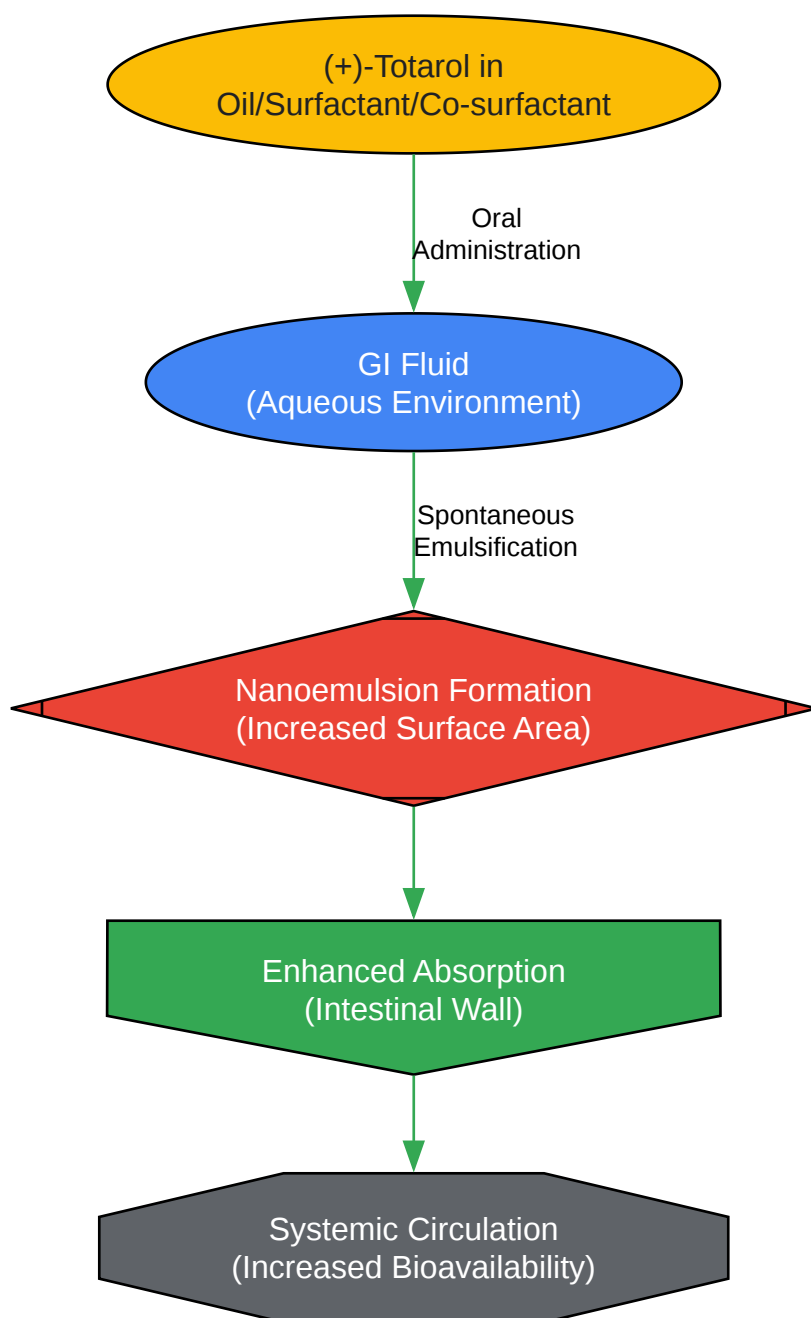 (+)-Totarol in
Oil/Surfactant/Co-surfactant
Oral
Administration
GI Fluid
(Aqueous Environment)
Spontaneous
Emulsification
Nanoemulsion Formation
(Increased Surface Area)
Enhanced Absorption
(Intestinal Wall)
Systemic Circulation
(Increased Bioavailability)